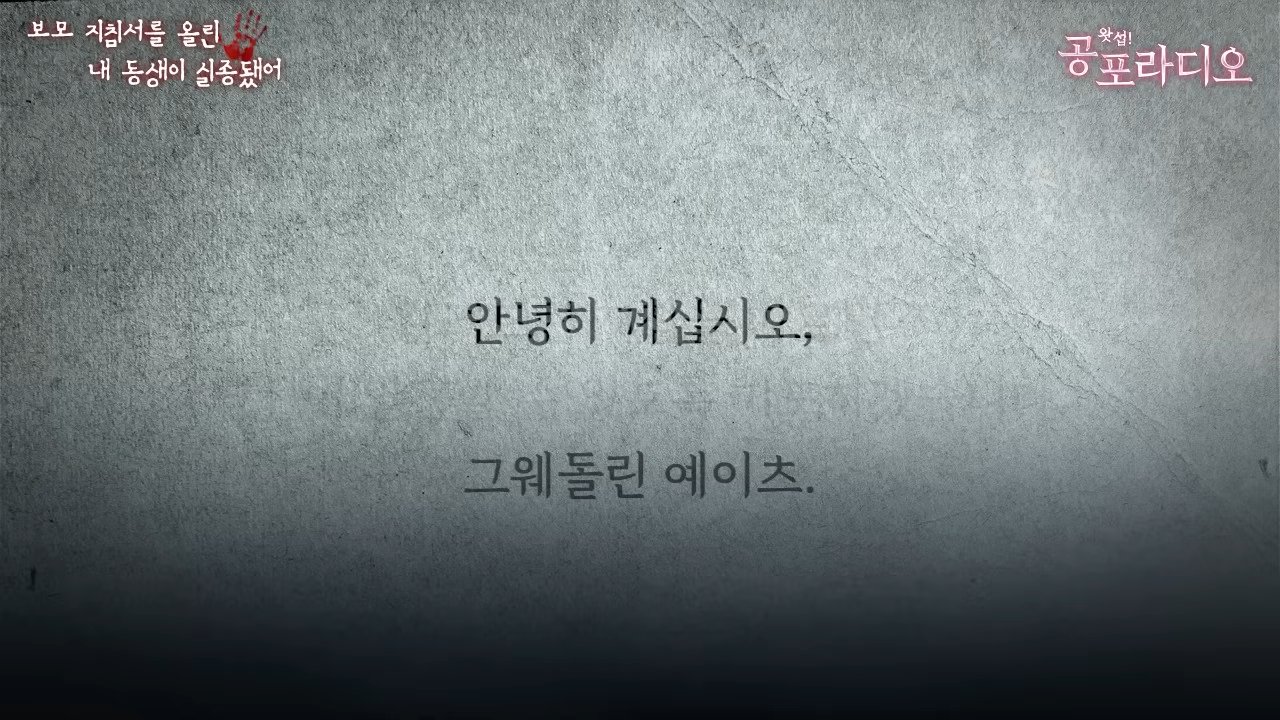 보모 지침서를 올린
내 동생이 실종됐어
왓섭!
공포라디오
안녕히 계십시오,
그웨돌린 예이츠.